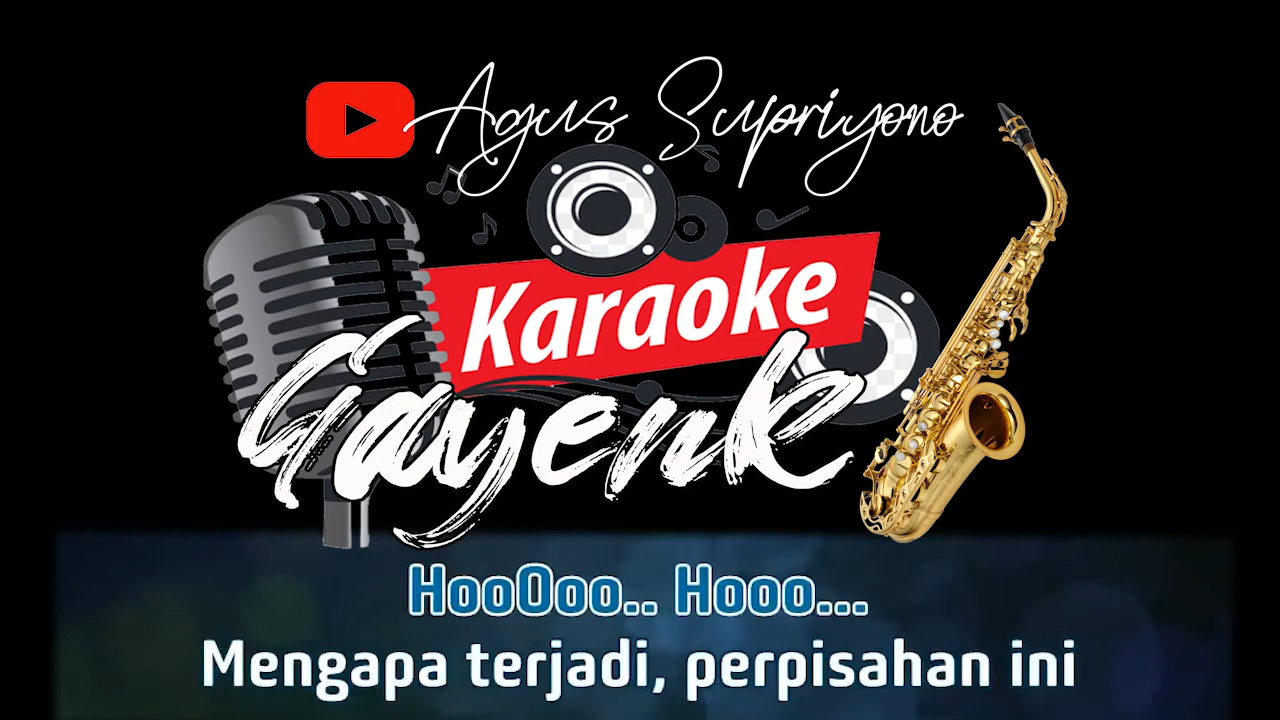 Agus Supriyono
Karaoke
Gayenk
HooOoo.. Hooo...
Mengapa terjadi, perpisahan ini